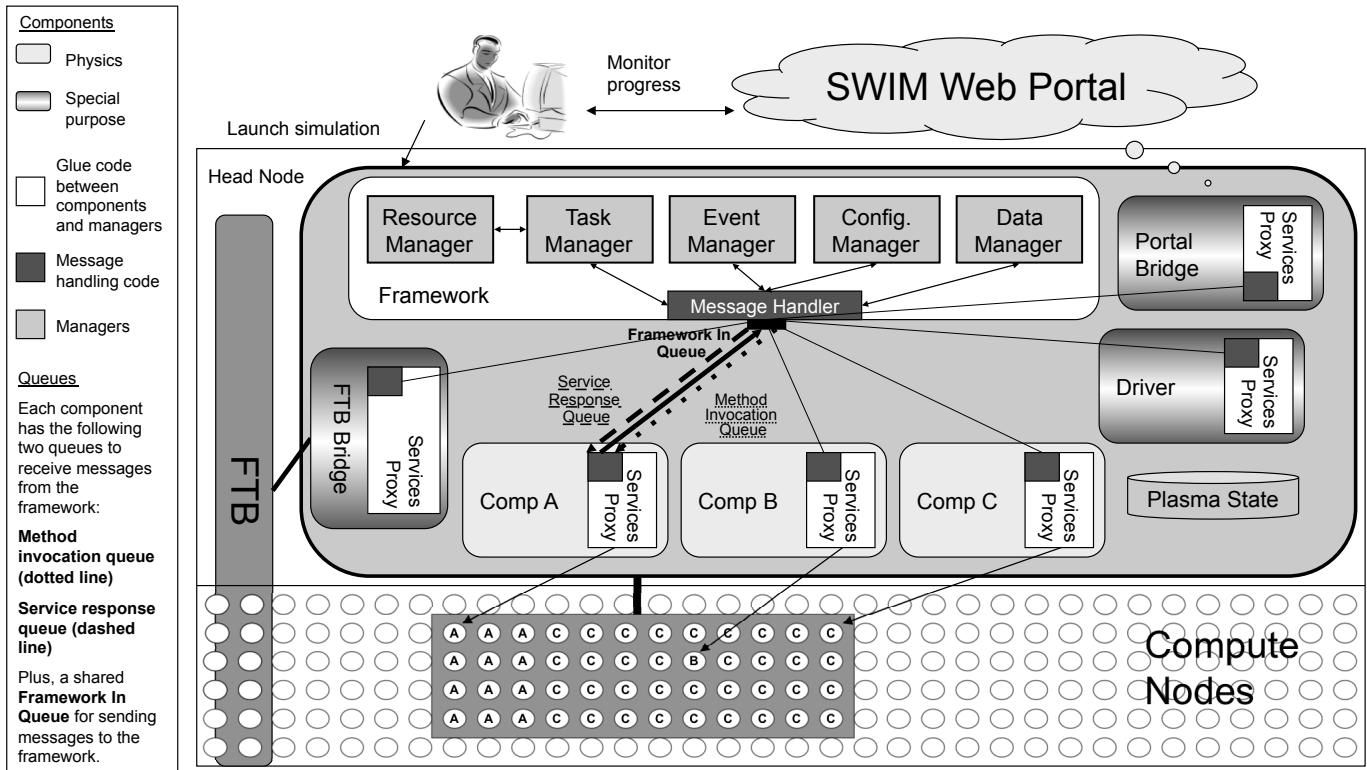 Components
Physics
Special
purpose
Glue code
between
components
and managers
Message
handling code
Managers
Queues
Each component
has the following
two queues to
receive messages
from the
framework:
Method
invocation queue
(dotted line)
Service response
queue (dashed
line)
Plus, a shared
Framework In
Queue for sending
messages to the
framework.
Monitor
progress
SWIM Web Portal
Launch simulation
Head Node
Resource
Manager
Task
Manager
Event
Manager
Config.
Manager
Data
Manager
Framework
Message Handler
Portal
Bridge
Services
Proxy
Framework In
Queue
Service
Response
Queue
Method
Invocation
Queue
Driver
Services
Proxy
FTB
FTB Bridge
Services
Proxy
Comp A
Services
Proxy
Comp B
Services
Proxy
Comp C
Services
Proxy
Plasma State
A A A C C C C C C C C C
A A A C C C C B C C C C
A A A C C C C C C C C C
A A A C C C C C C C C C
Compute
Nodes